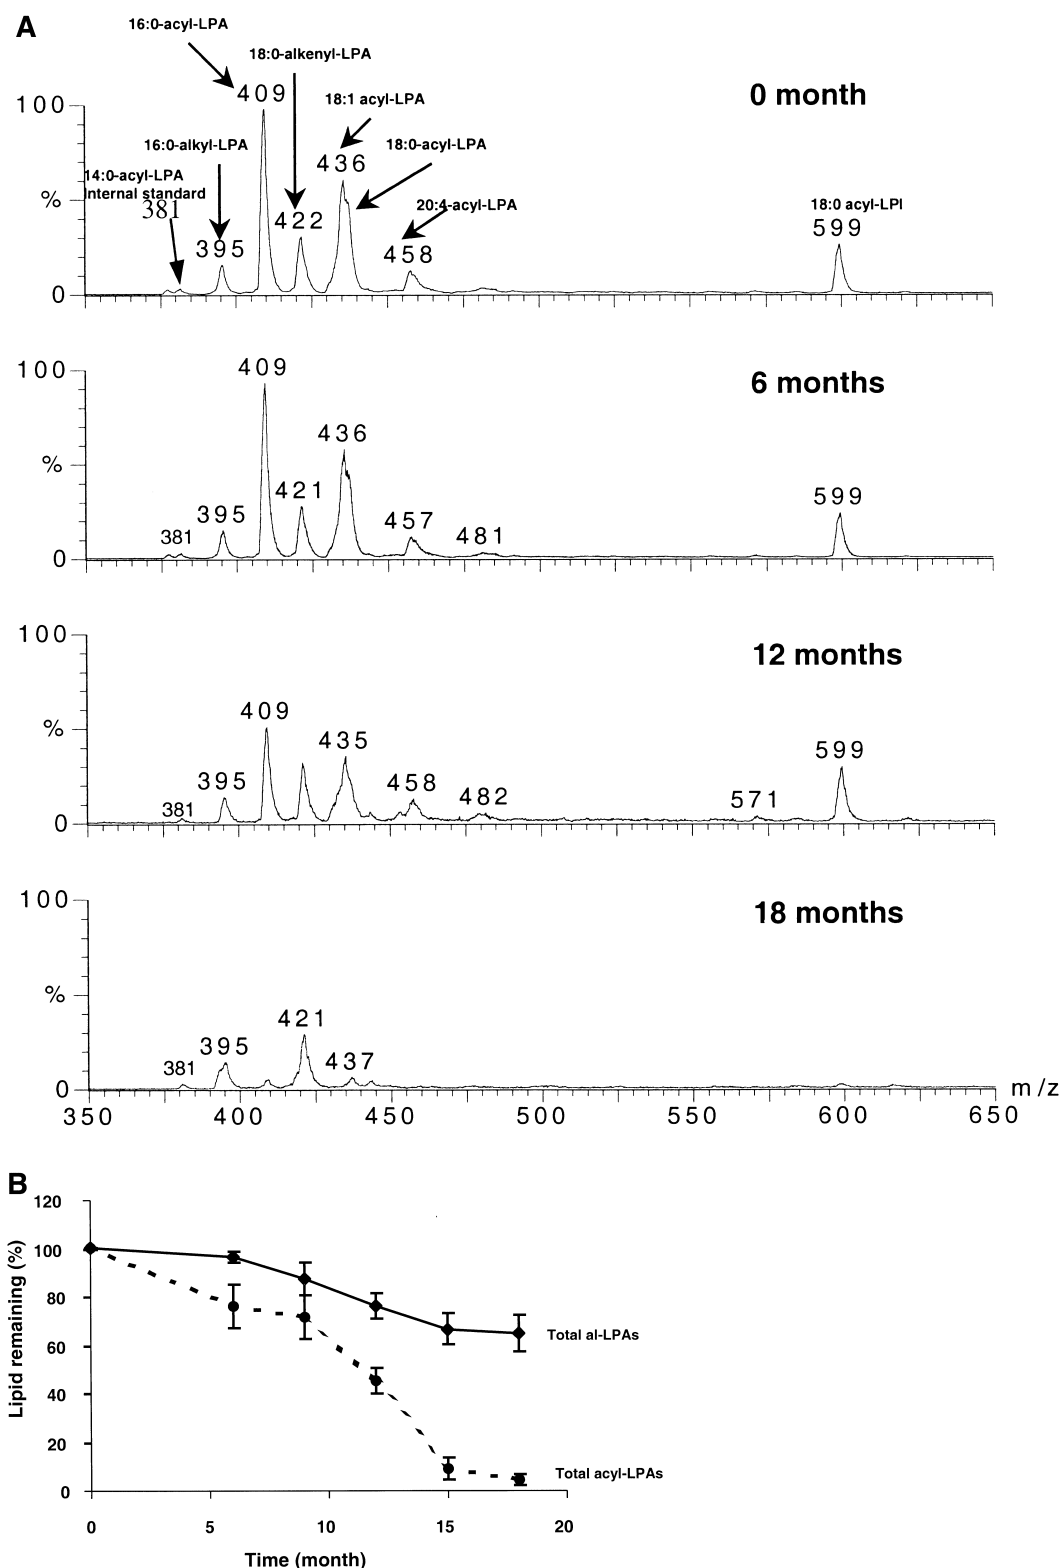 A
16:0-acyl-LPA
18:0-alkenyl-LPA
409
18:1 acyl-LPA
0 month
100
16:0-alkyl-LPA
18:0-acyl-LPA
436
14:0-acyl-LPA
Internal standard
%
381
422
20:4-acyl-LPA
18:0 acyl-LPI
395
458
599
0
100
409
6 months
436
%
421
395
457
599
381
481
0
100
12 months
409
%
435
599
395
458
482
571
381
0
100
18 months
%
421
395
437
381
0
m/z
350 400 450 500 550 600 650
B
120
100
80
60
40
20
0
Lipid remaining (%)
Total al-LPAs
Total acyl-LPAs
0 5 10 15 20
Time (month)